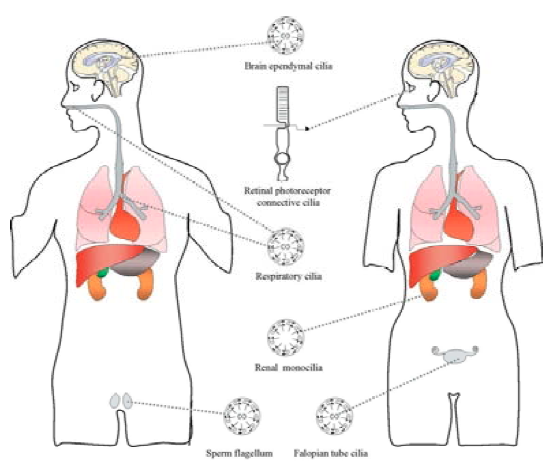 Brain ependymal cilia
Retinal photoreceptor
connective cilia
Respiratory cilia
Renal monocilia
Sperm flagellum
Falopian tube cilia